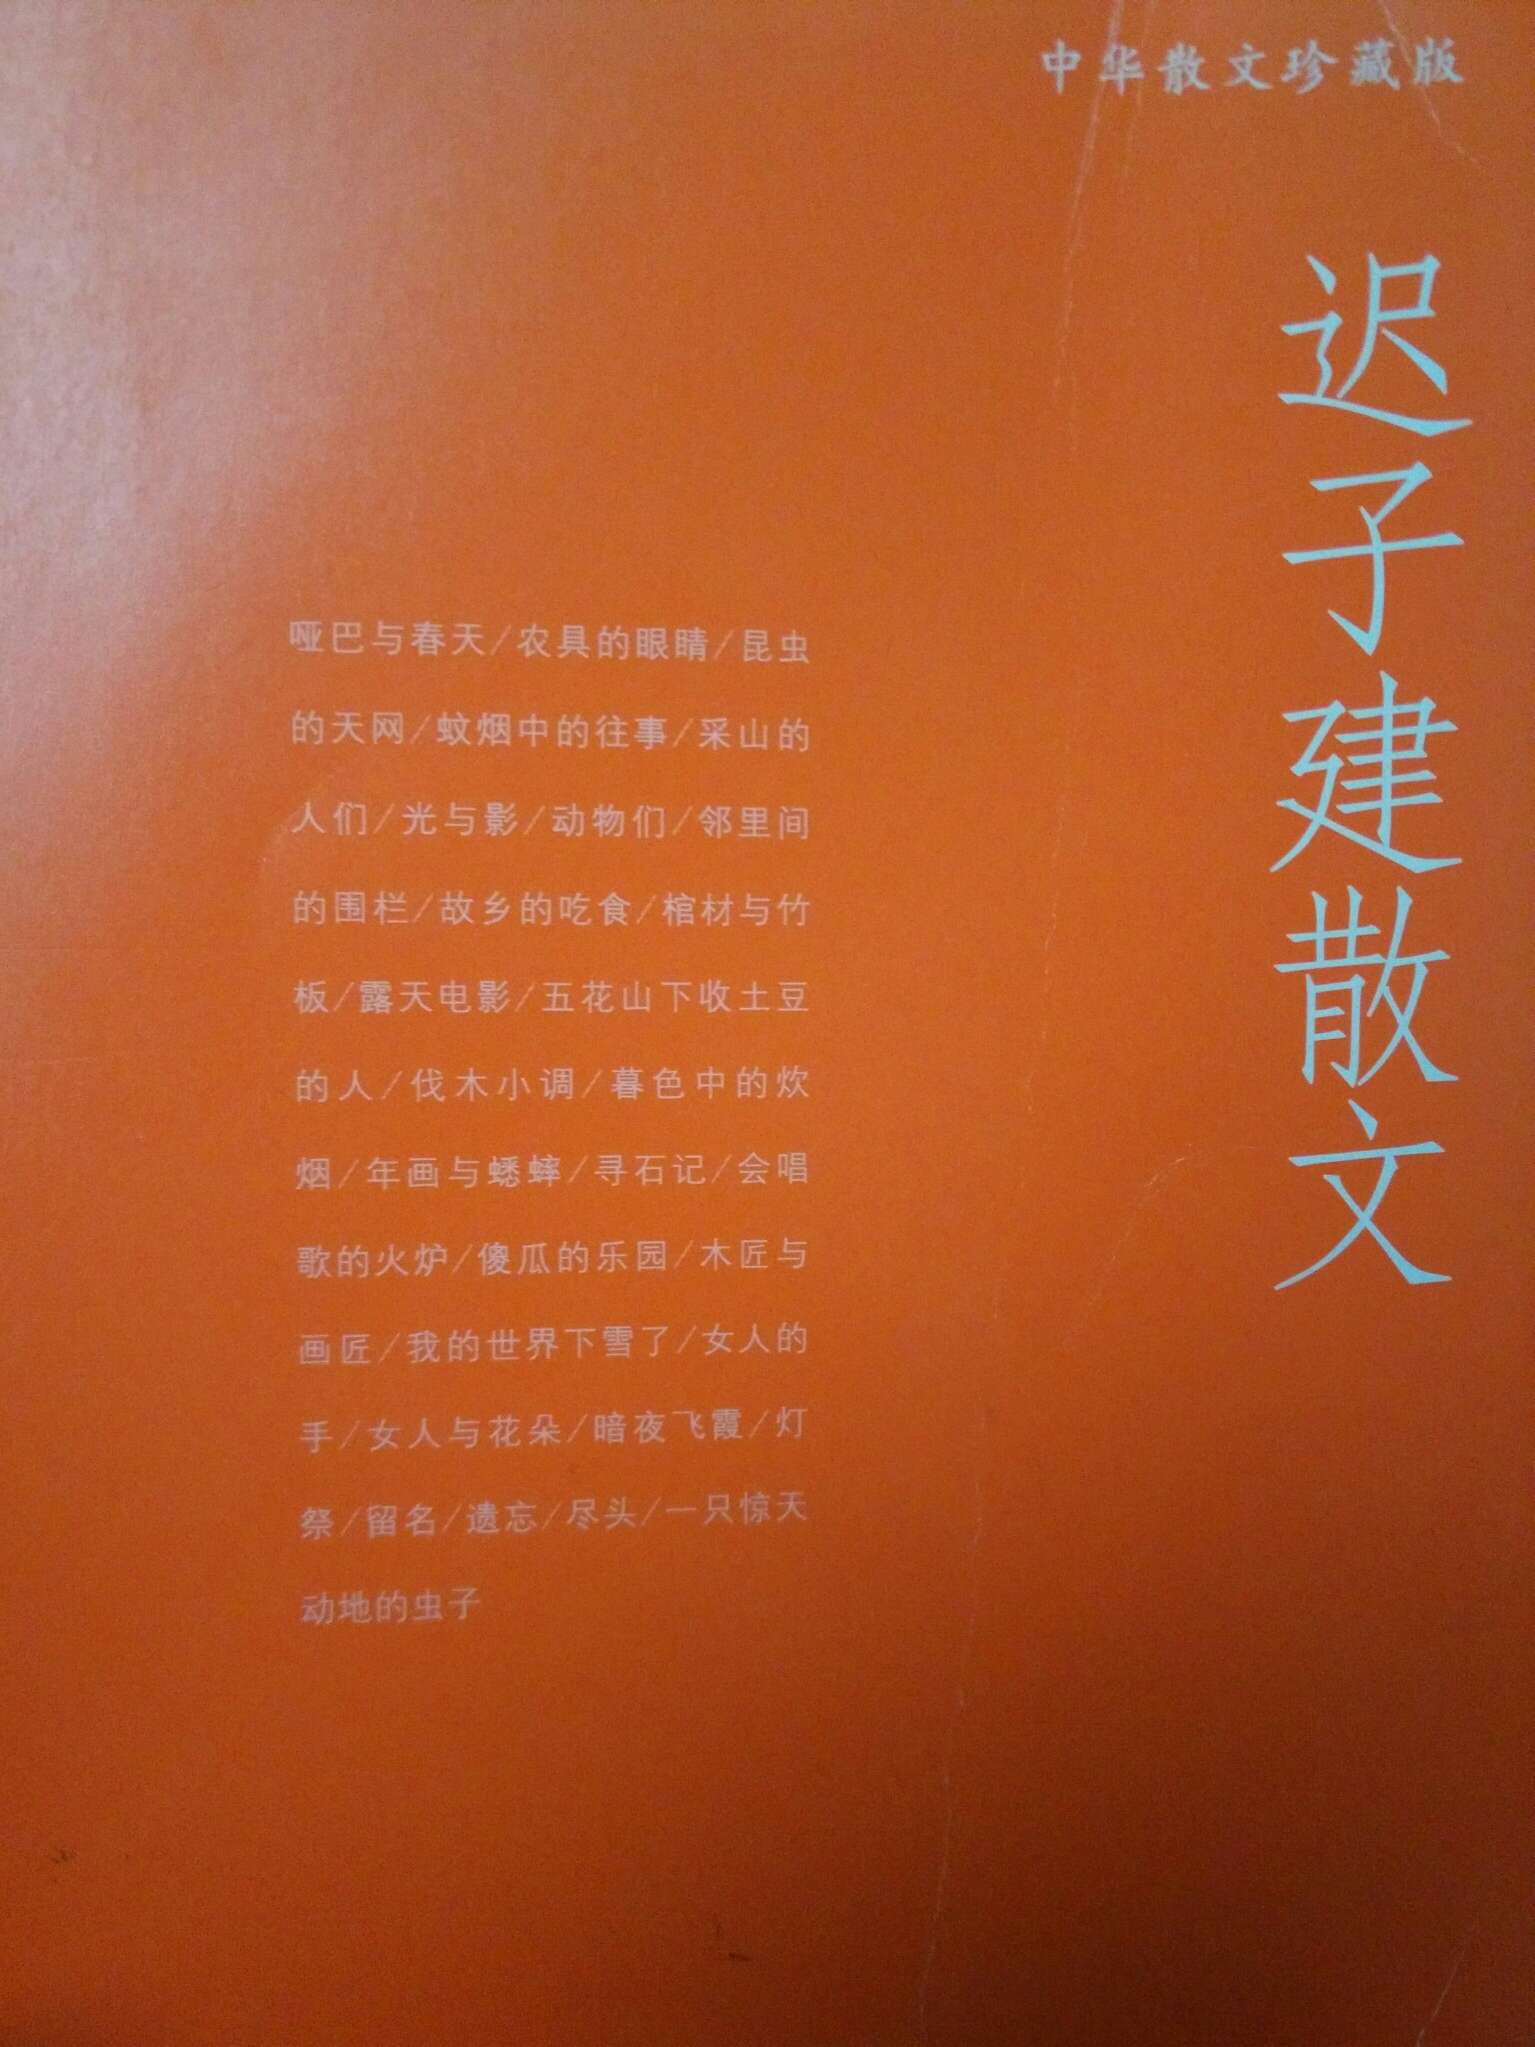 中华散文珍藏版
迟子建散文
哑巴与春天/农具的眼睛/昆虫
的天网/蚊烟中的往事/采山的
人们/光与影/动物们/邻里间
的围栏/故乡的吃食/棺材与竹
板/露天电影/五花山下收土豆
的人/伐木小调/暮色中的炊
烟/年画与蟋蟀/寻石记/会唱
歌的火炉/傻瓜的乐园/木匠与
画匠/我的世界下雪了/女人的
手/女人与花朵/暗夜飞霞/灯
祭/留名/遗忘/尽头/一只惊天
动地的虫子